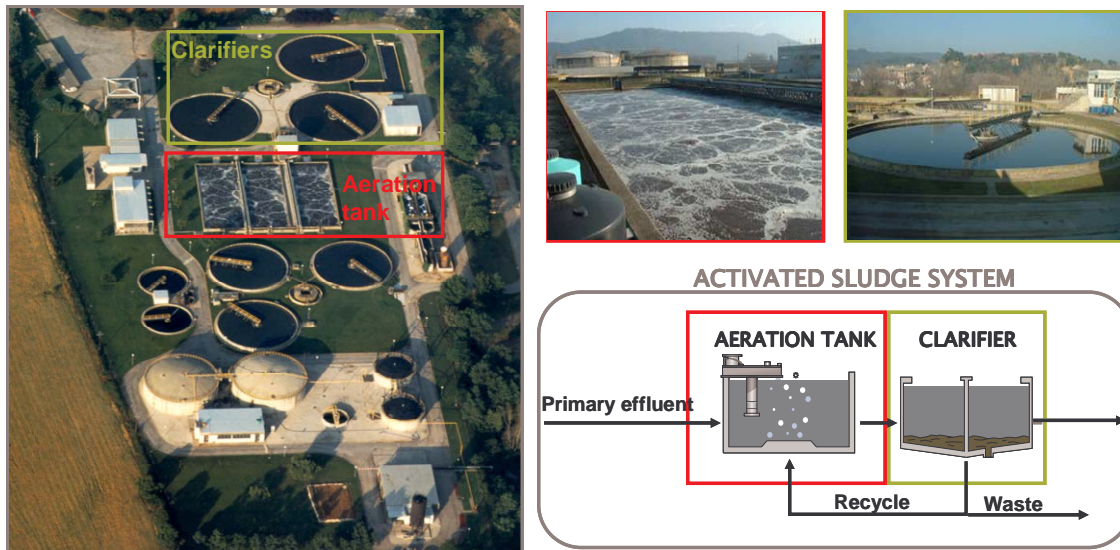 Clarifiers
Aeration
tank
ACTIVATED SLUDGE SYSTEM
AERATION TANK
CLARIFIER
Primary effluent
Recycle
Waste